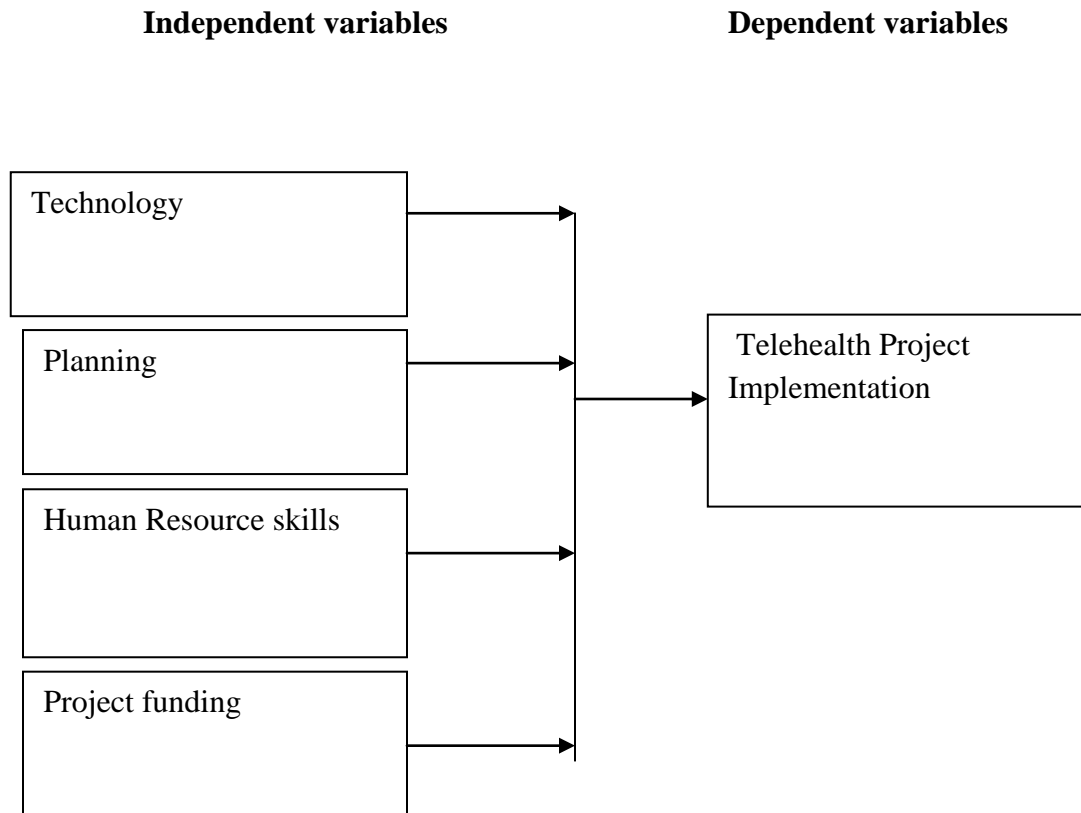 Independent variables
Dependent variables
Technology
Planning
Telehealth Project
Implementation
Human Resource skills
Project funding